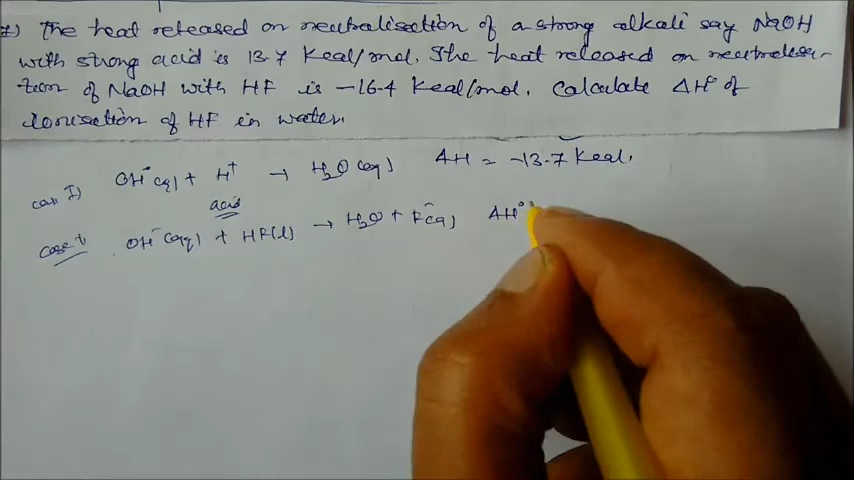 7) The heat released on neutralisation of a strong alkali say NaOH
with strong acid is 13.7 Kcal/mol. The heat released on neutralisa-
tion of NaOH with HF is -16.4 Kcal/mol. Calculate ΔH° of
ionisation of HF in water.
case I) OH⁻(aq) + H⁺ → H₂O(aq) ΔH = -13.7 Kcal.
acid
case OH⁻(aq) + HF(l) → H₂O + F⁻(aq) ΔH°